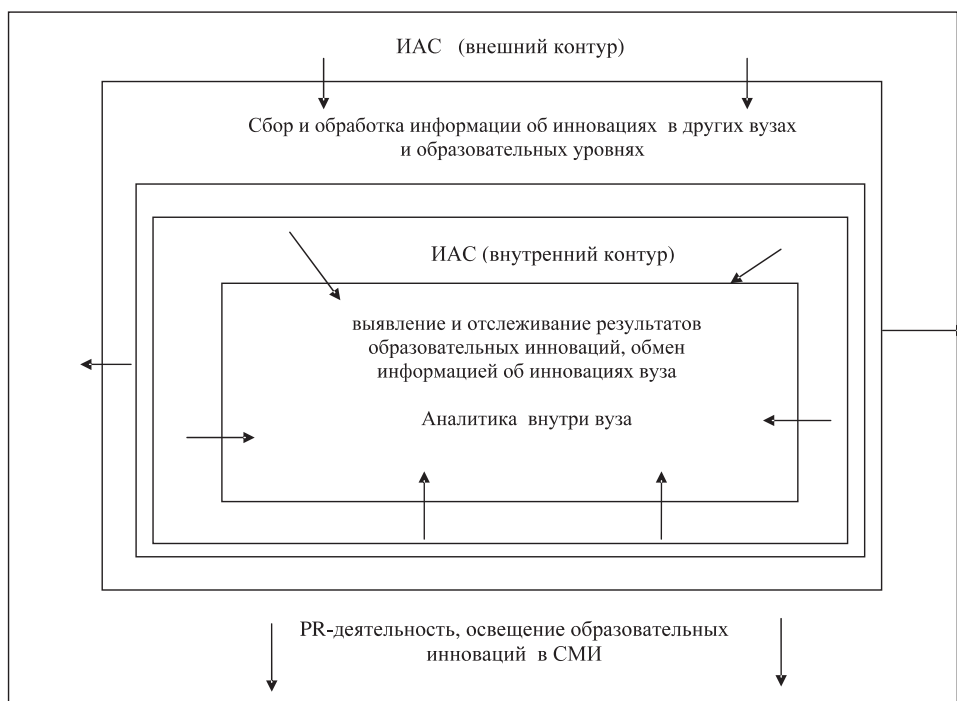 ИАС (внешний контур)
Сбор и обработка информации об инновациях в других вузах
и образовательных уровнях
ИАС (внутренний контур)
выявление и отслеживание результатов
образовательных инноваций, обмен
информацией об инновациях вуза
Аналитика внутри вуза
PR-деятельность, освещение образовательных
инноваций в СМИ